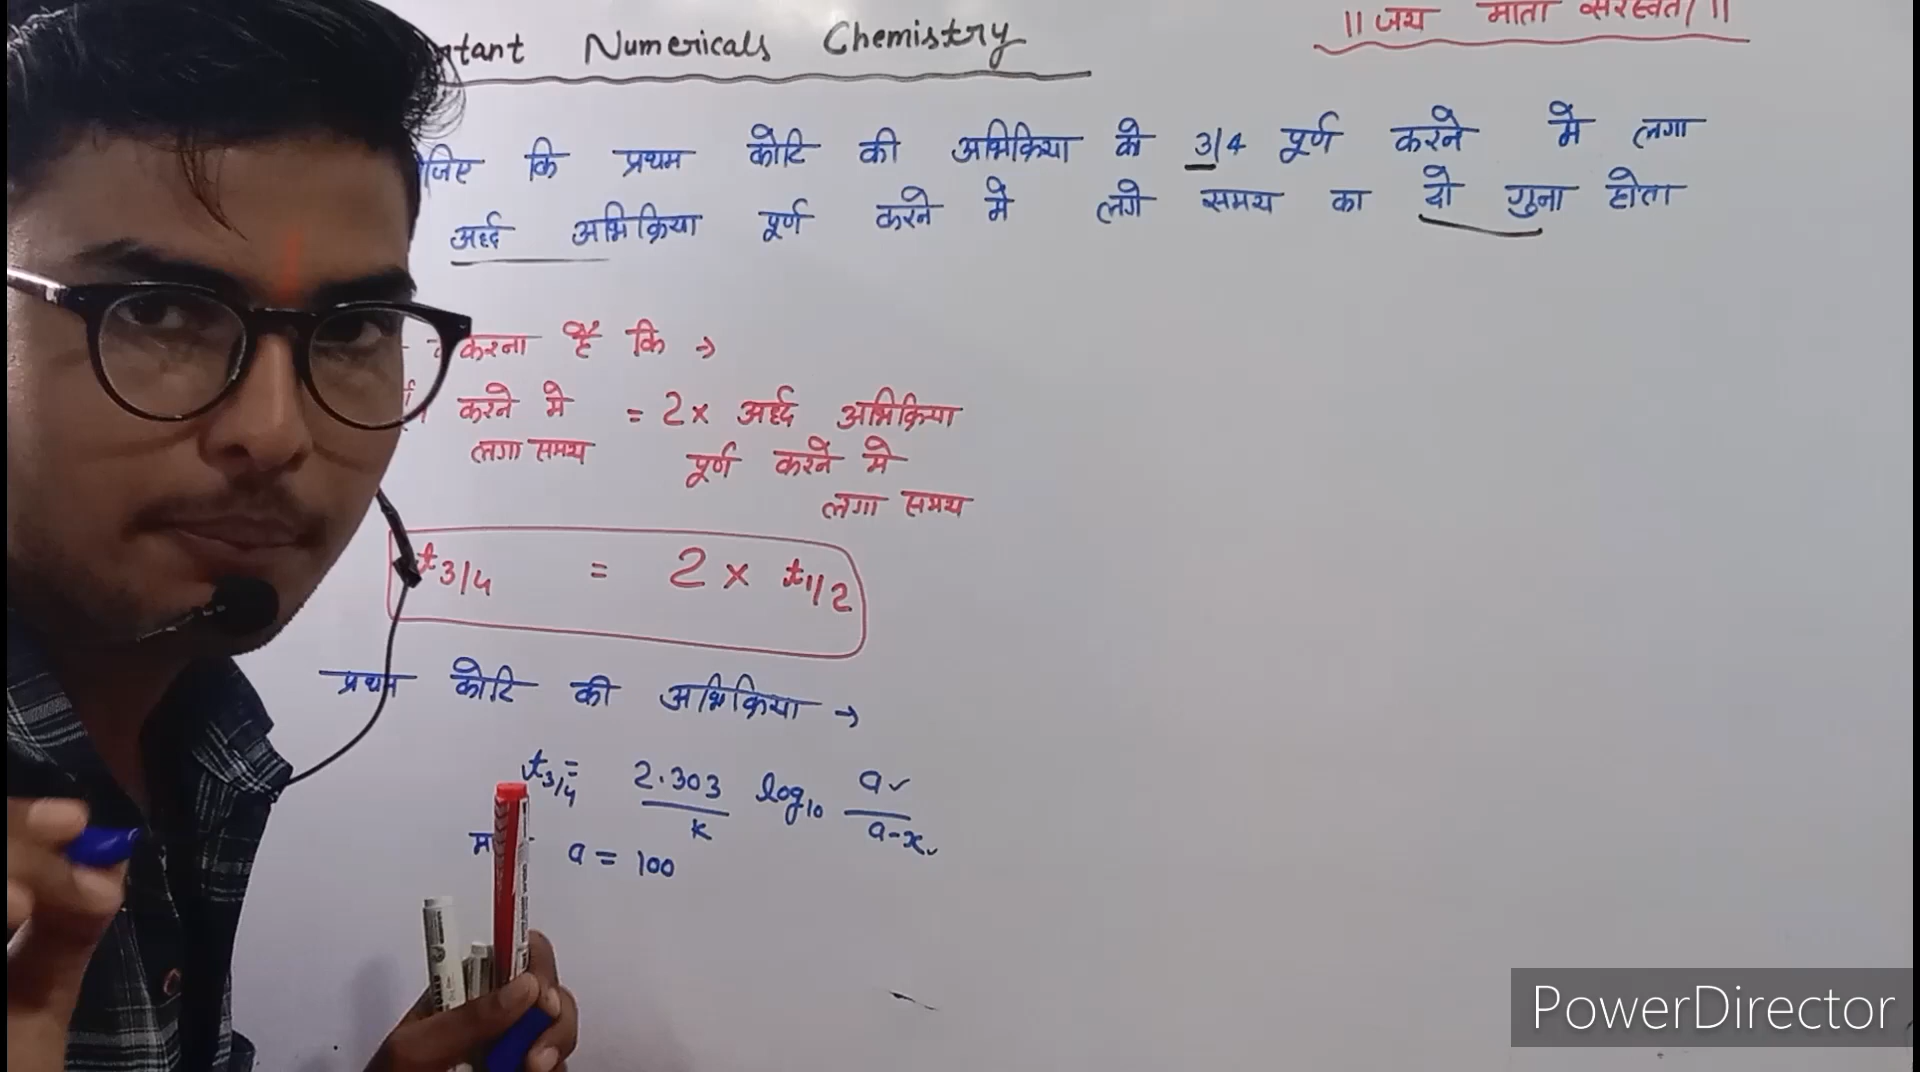 Numericals Chemistry
|| जय माता सरस्वती ||
कि प्रथम कोटि की अभिक्रिया को 3/4 पूर्ण करने मे लगा
अर्ध्द अभिक्रिया पूर्ण करने मे लगे समय का दो गुना होता
करना है कि →
करने मे = 2 × अर्ध्द अभिक्रिया
लगा समय पूर्ण करने मे
लगा समय
t3/4 = 2 × t1/2
प्रथम कोटि की अभिक्रिया →
t3/4 = 2.303/k log10 a/a-x
a = 100
PowerDirector